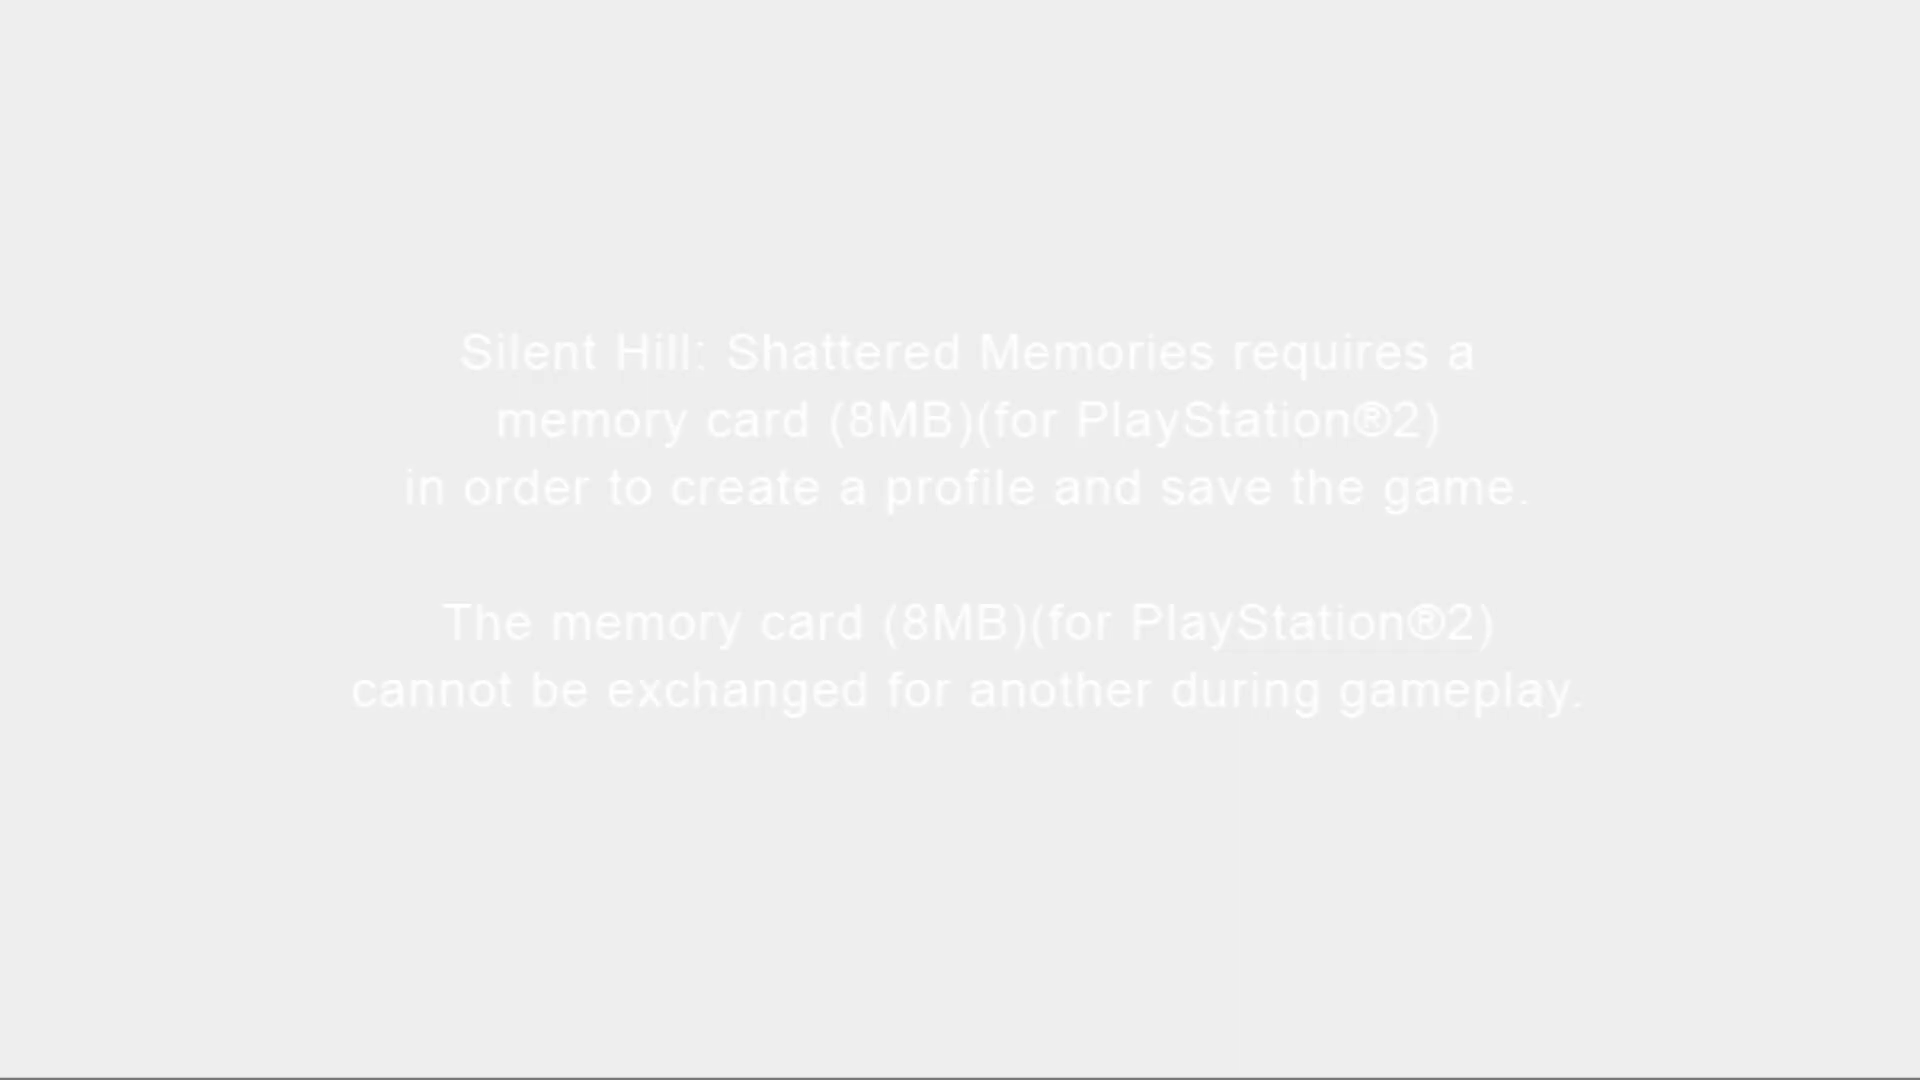 Silent Hill: Shattered Memories requires a
memory card (8MB)(for PlayStation®2)
in order to create a profile and save the game.
The memory card (8MB)(for PlayStation®2)
cannot be exchanged for another during gameplay.